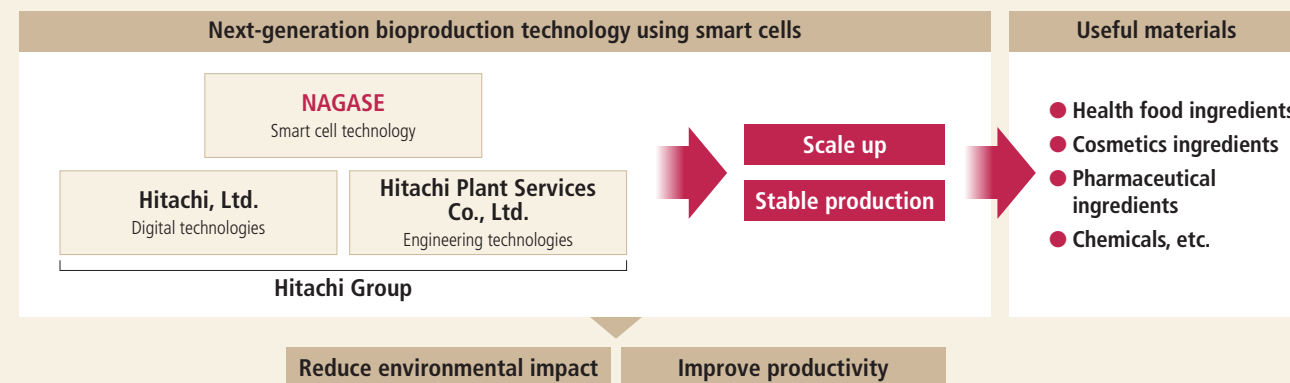 Next-generation bioproduction technology using smart cells
NAGASE
Smart cell technology
Hitachi, Ltd.
Digital technologies
Hitachi Plant Services
Co., Ltd.
Engineering technologies
Hitachi Group
Scale up
Stable production
Useful materials
● Health food ingredients
● Cosmetics ingredients
● Pharmaceutical
ingredients
● Chemicals, etc.
Reduce environmental impact
Improve productivity